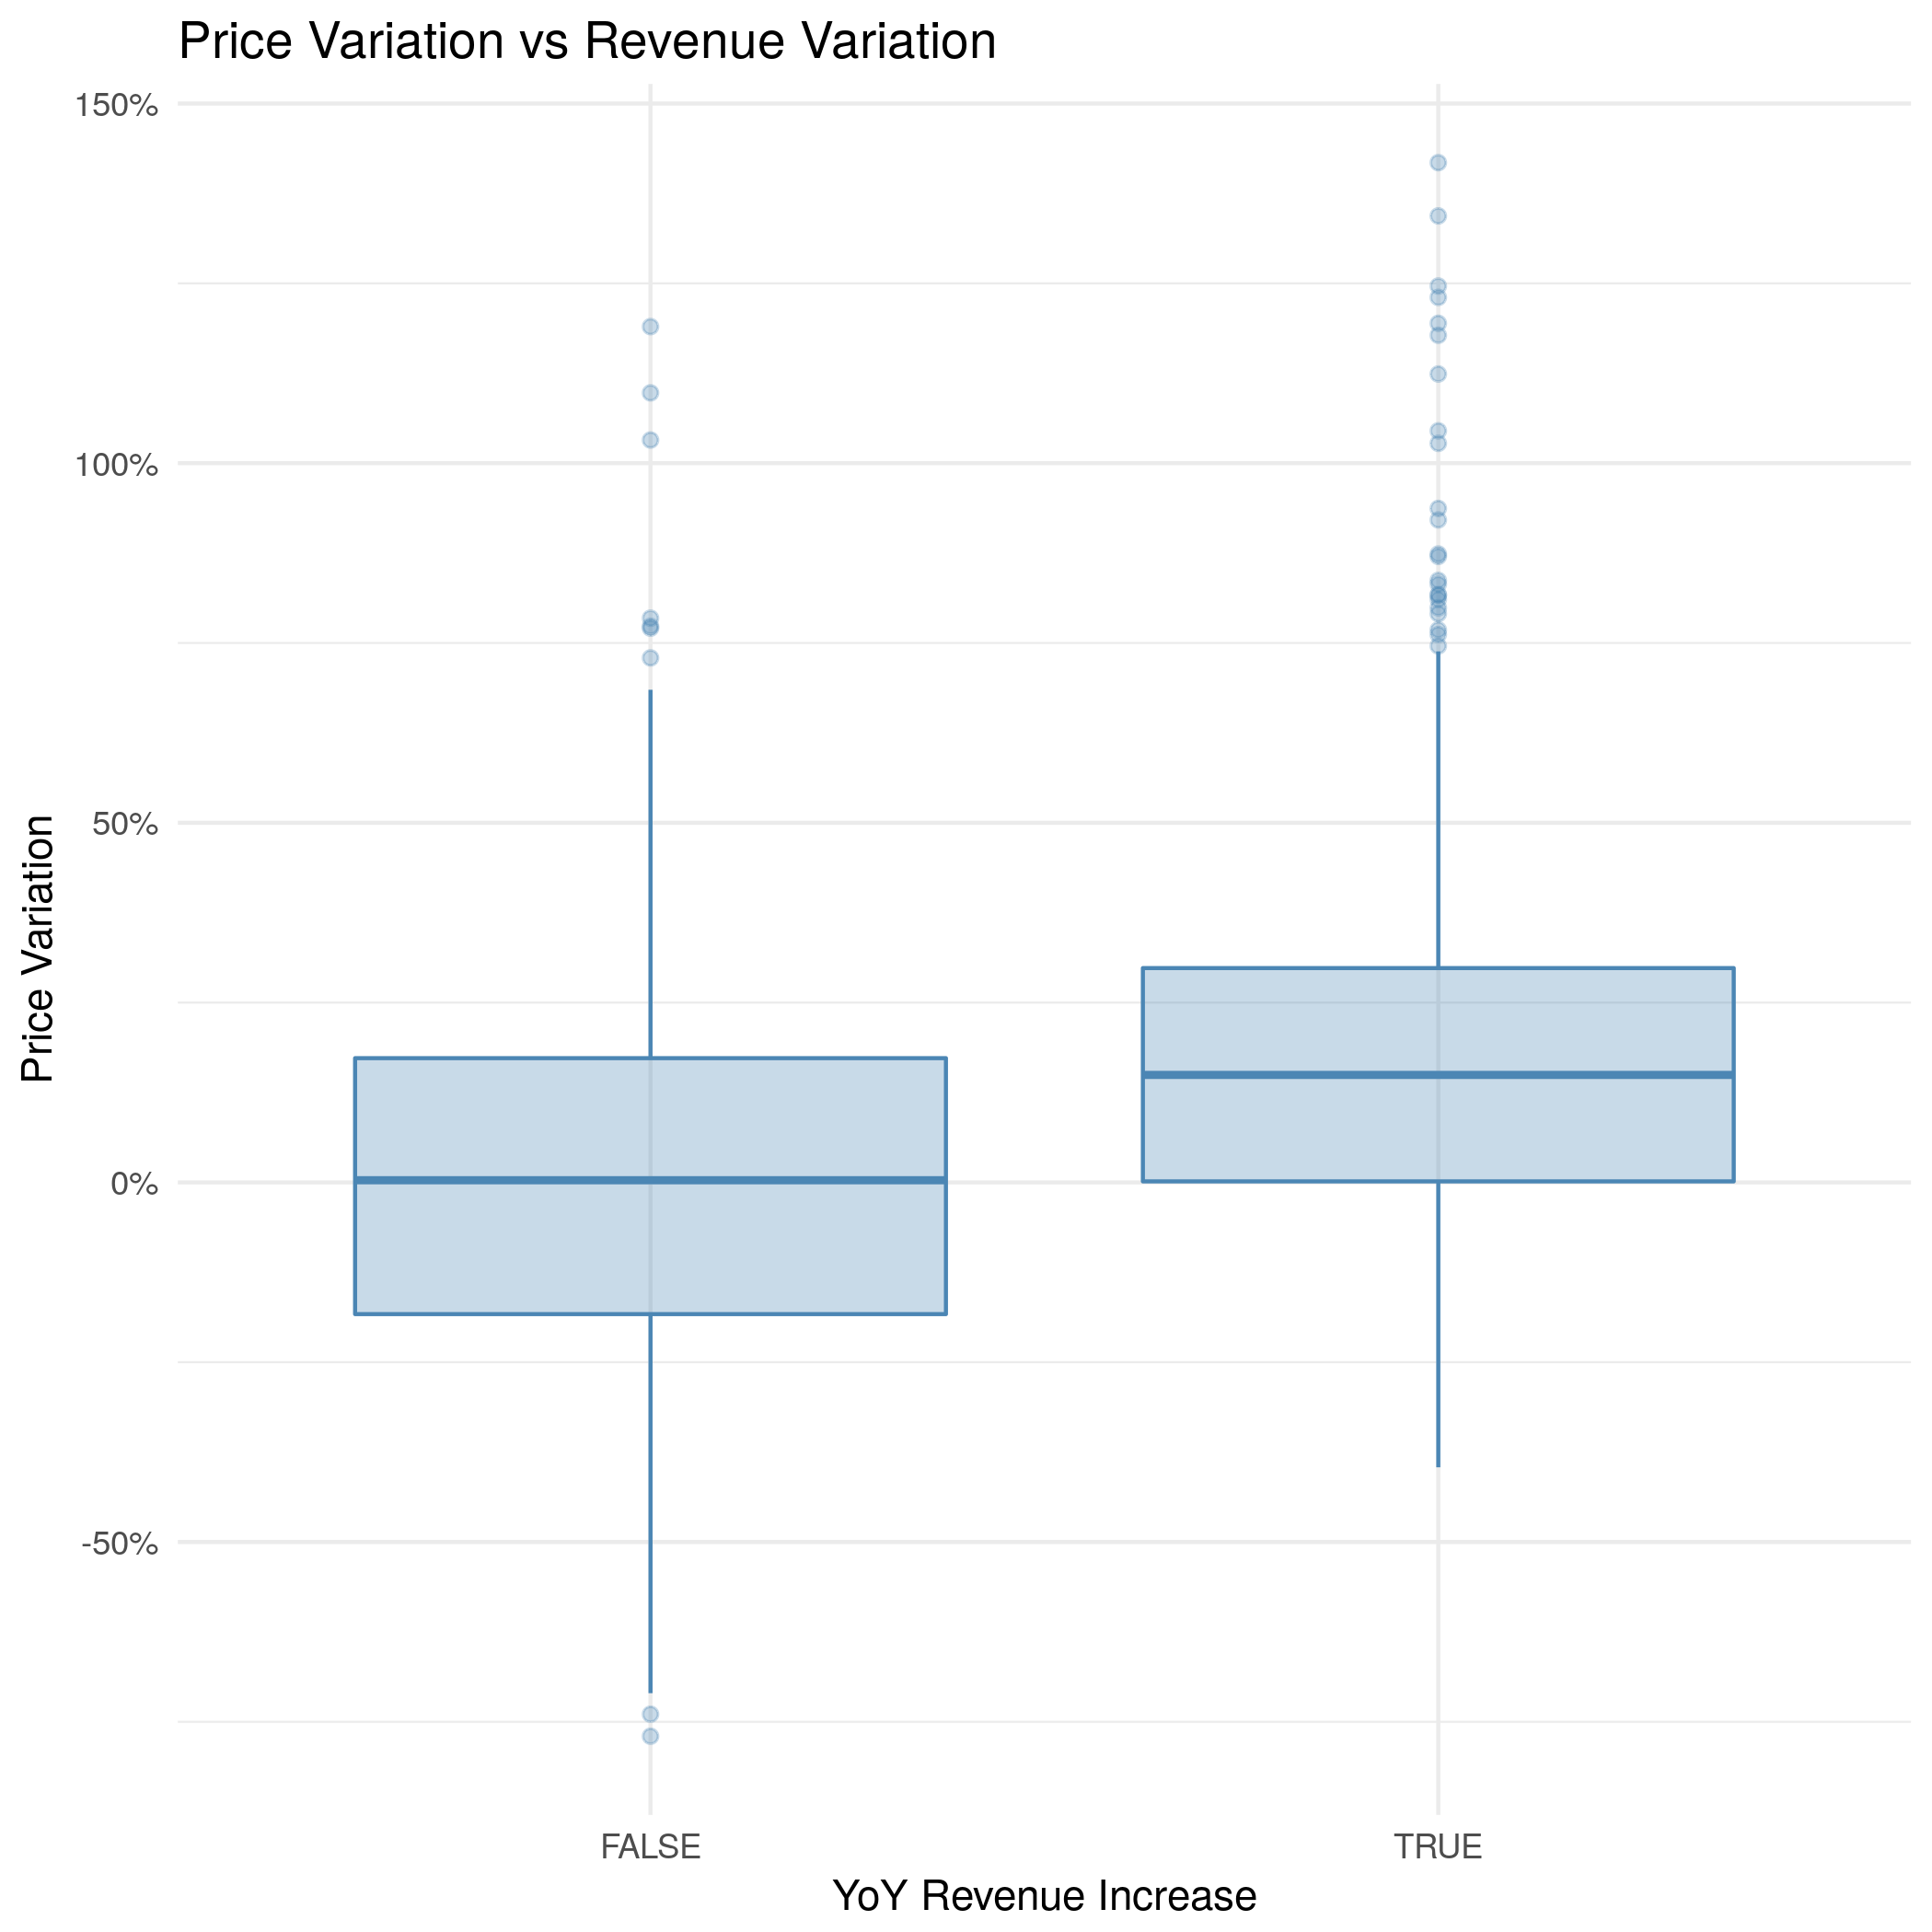 Price Variation vs Revenue Variation
150%
100%
50%
0%
-50%
Price Variation
FALSE
TRUE
YoY Revenue Increase